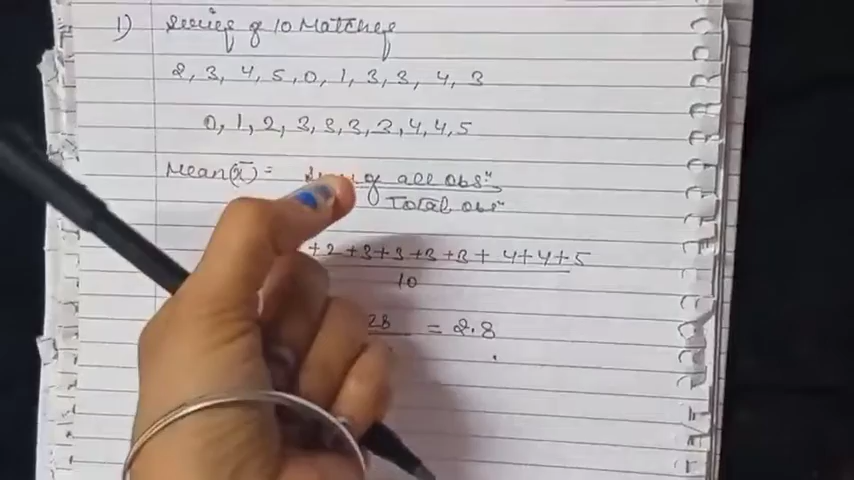 1) Series of 10 Matches
2, 3, 4, 5, 0, 1, 3, 3, 4, 3
0, 1, 2, 3, 3, 3, 3, 4, 4, 5
Mean (x̄) = of all obsⁿ
Total obsⁿ
+2 +3+3+3+3+ 4+4+5
10
28 = 2.8